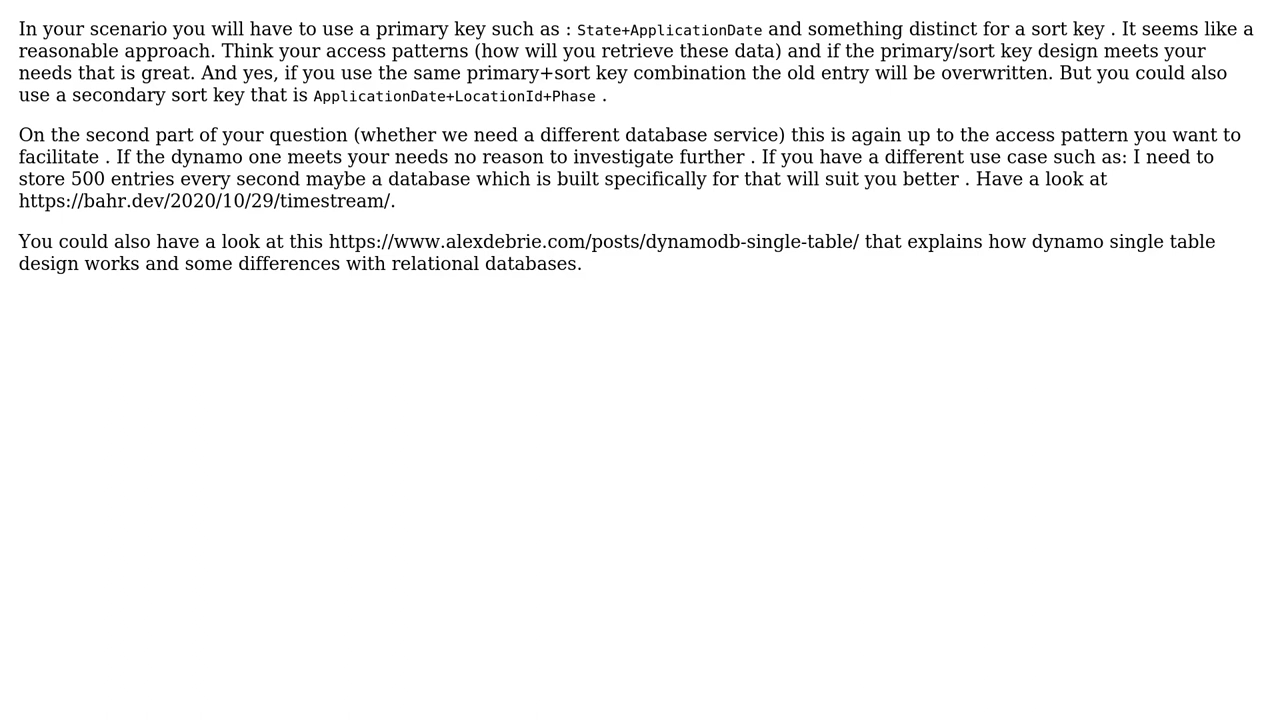 In your scenario you will have to use a primary key such as : State+ApplicationDate and something distinct for a sort key . It seems like a
reasonable approach. Think your access patterns (how will you retrieve these data) and if the primary/sort key design meets your
needs that is great. And yes, if you use the same primary+sort key combination the old entry will be overwritten. But you could also
use a secondary sort key that is ApplicationDate+LocationId+Phase .
On the second part of your question (whether we need a different database service) this is again up to the access pattern you want to
facilitate . If the dynamo one meets your needs no reason to investigate further . If you have a different use case such as: I need to
store 500 entries every second maybe a database which is built specifically for that will suit you better . Have a look at
https://bahr.dev/2020/10/29/timestream/.
You could also have a look at this https://www.alexdebrie.com/posts/dynamodb-single-table/ that explains how dynamo single table
design works and some differences with relational databases.